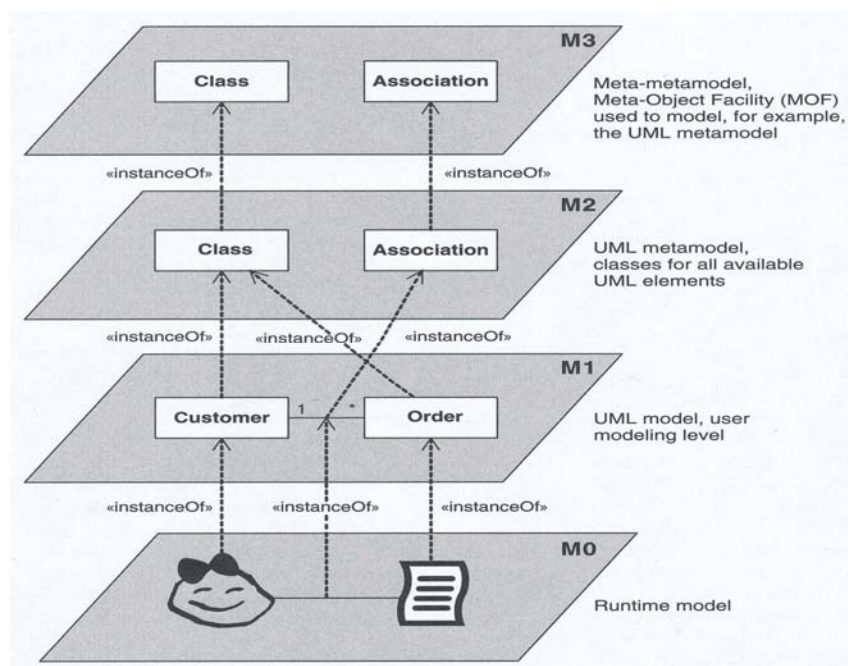 M3
Class
Association
Meta-metamodel,
Meta-Object Facility (MOF)
used to model, for example,
the UML metamodel
«instanceOf»
«instanceOf»
M2
Class
Association
UML metamodel,
classes for all available
UML elements
«instanceOf»
«instanceOf»
«instanceOf»
M1
Customer
1
*
Order
UML model, user
modeling level
«instanceOf»
«instanceOf»
«instanceOf»
M0
Runtime model